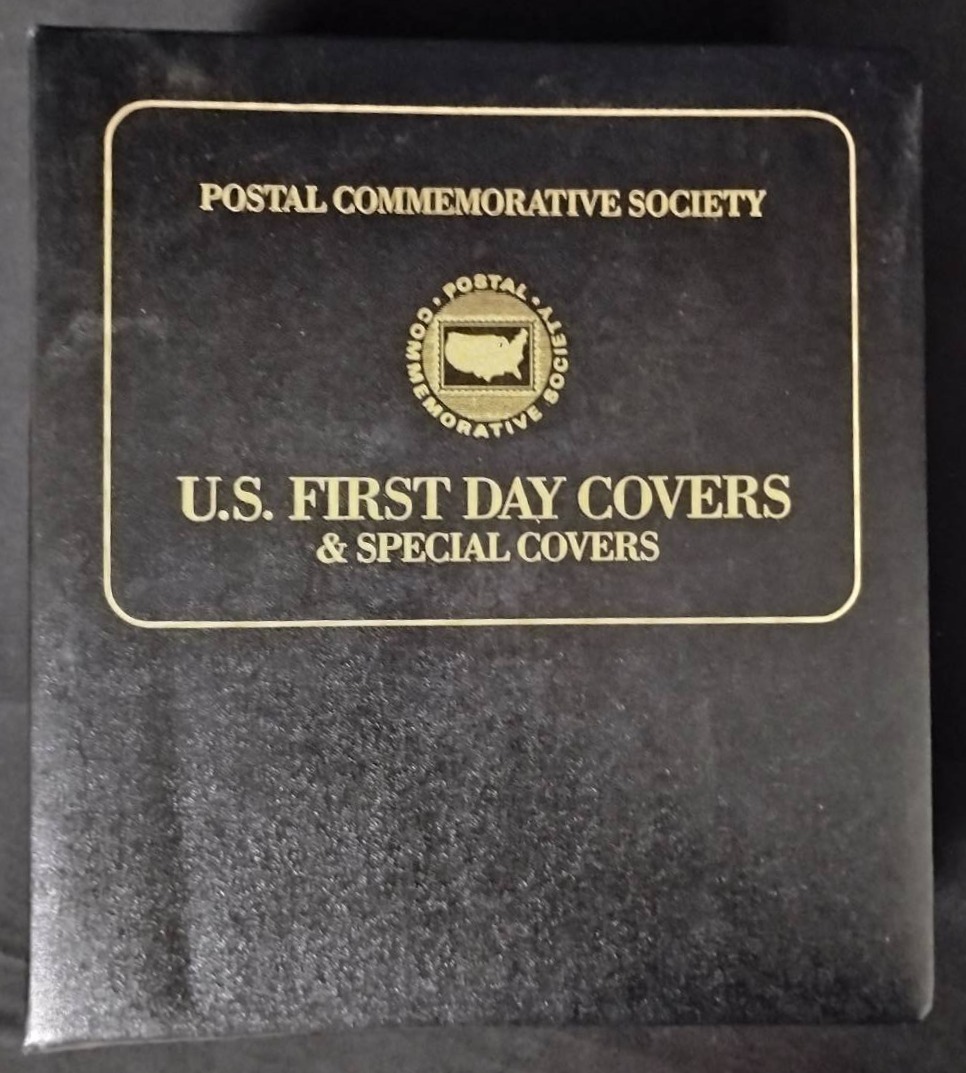 POSTAL COMMEMORATIVE SOCIETY
• POSTAL •
COMMEMORATIVE SOCIETY
U.S. FIRST DAY COVERS
& SPECIAL COVERS